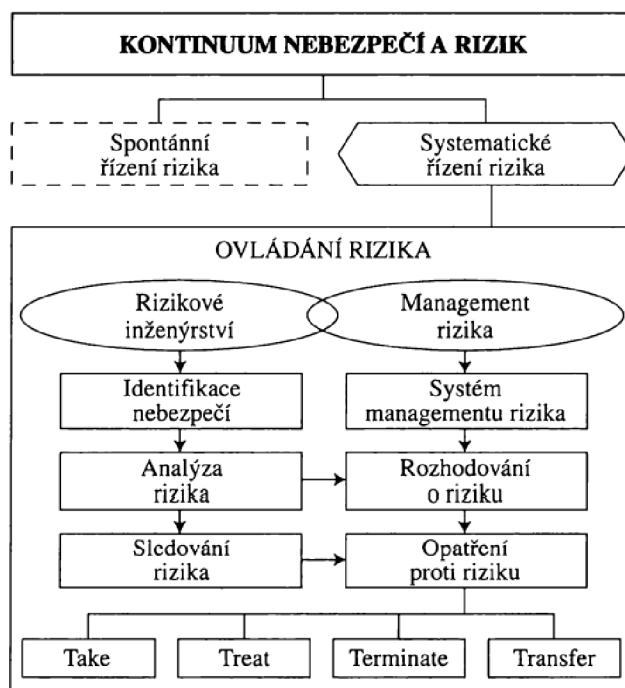 KONTINUUM NEBEZPEČÍ A RIZIK
Spontánní
řízení rizika
Systematické
řízení rizika
OVLÁDÁNÍ RIZIKA
Rizikové
inženýrství
Management
rizika
Identifikace
nebezpečí
Systém
managementu rizika
Analýza
rizika
Rozhodování
o riziku
Sledování
rizika
Opatření
proti riziku
Take
Treat
Terminate
Transfer